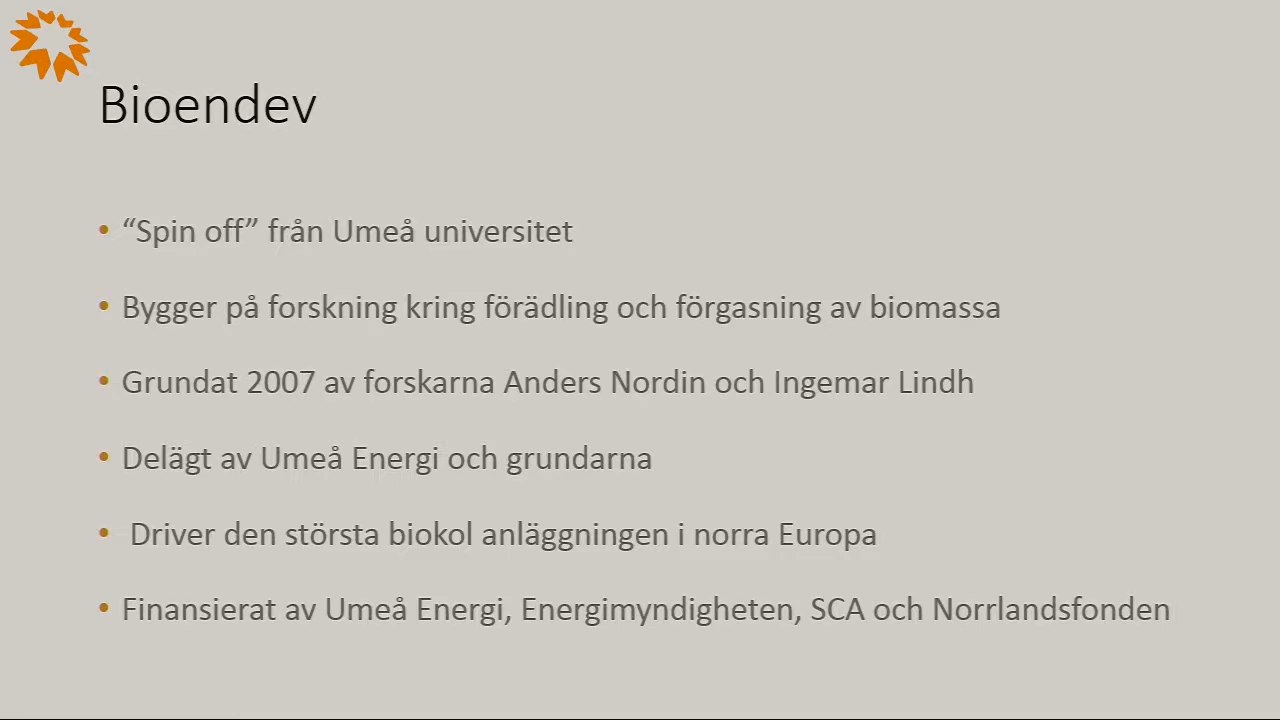 Bioendev
• “Spin off” från Umeå universitet
• Bygger på forskning kring förädling och förgasning av biomassa
• Grundat 2007 av forskarna Anders Nordin och Ingemar Lindh
• Delägt av Umeå Energi och grundarna
• Driver den största biokol anläggningen i norra Europa
• Finansierat av Umeå Energi, Energimyndigheten, SCA och Norrlandsfonden